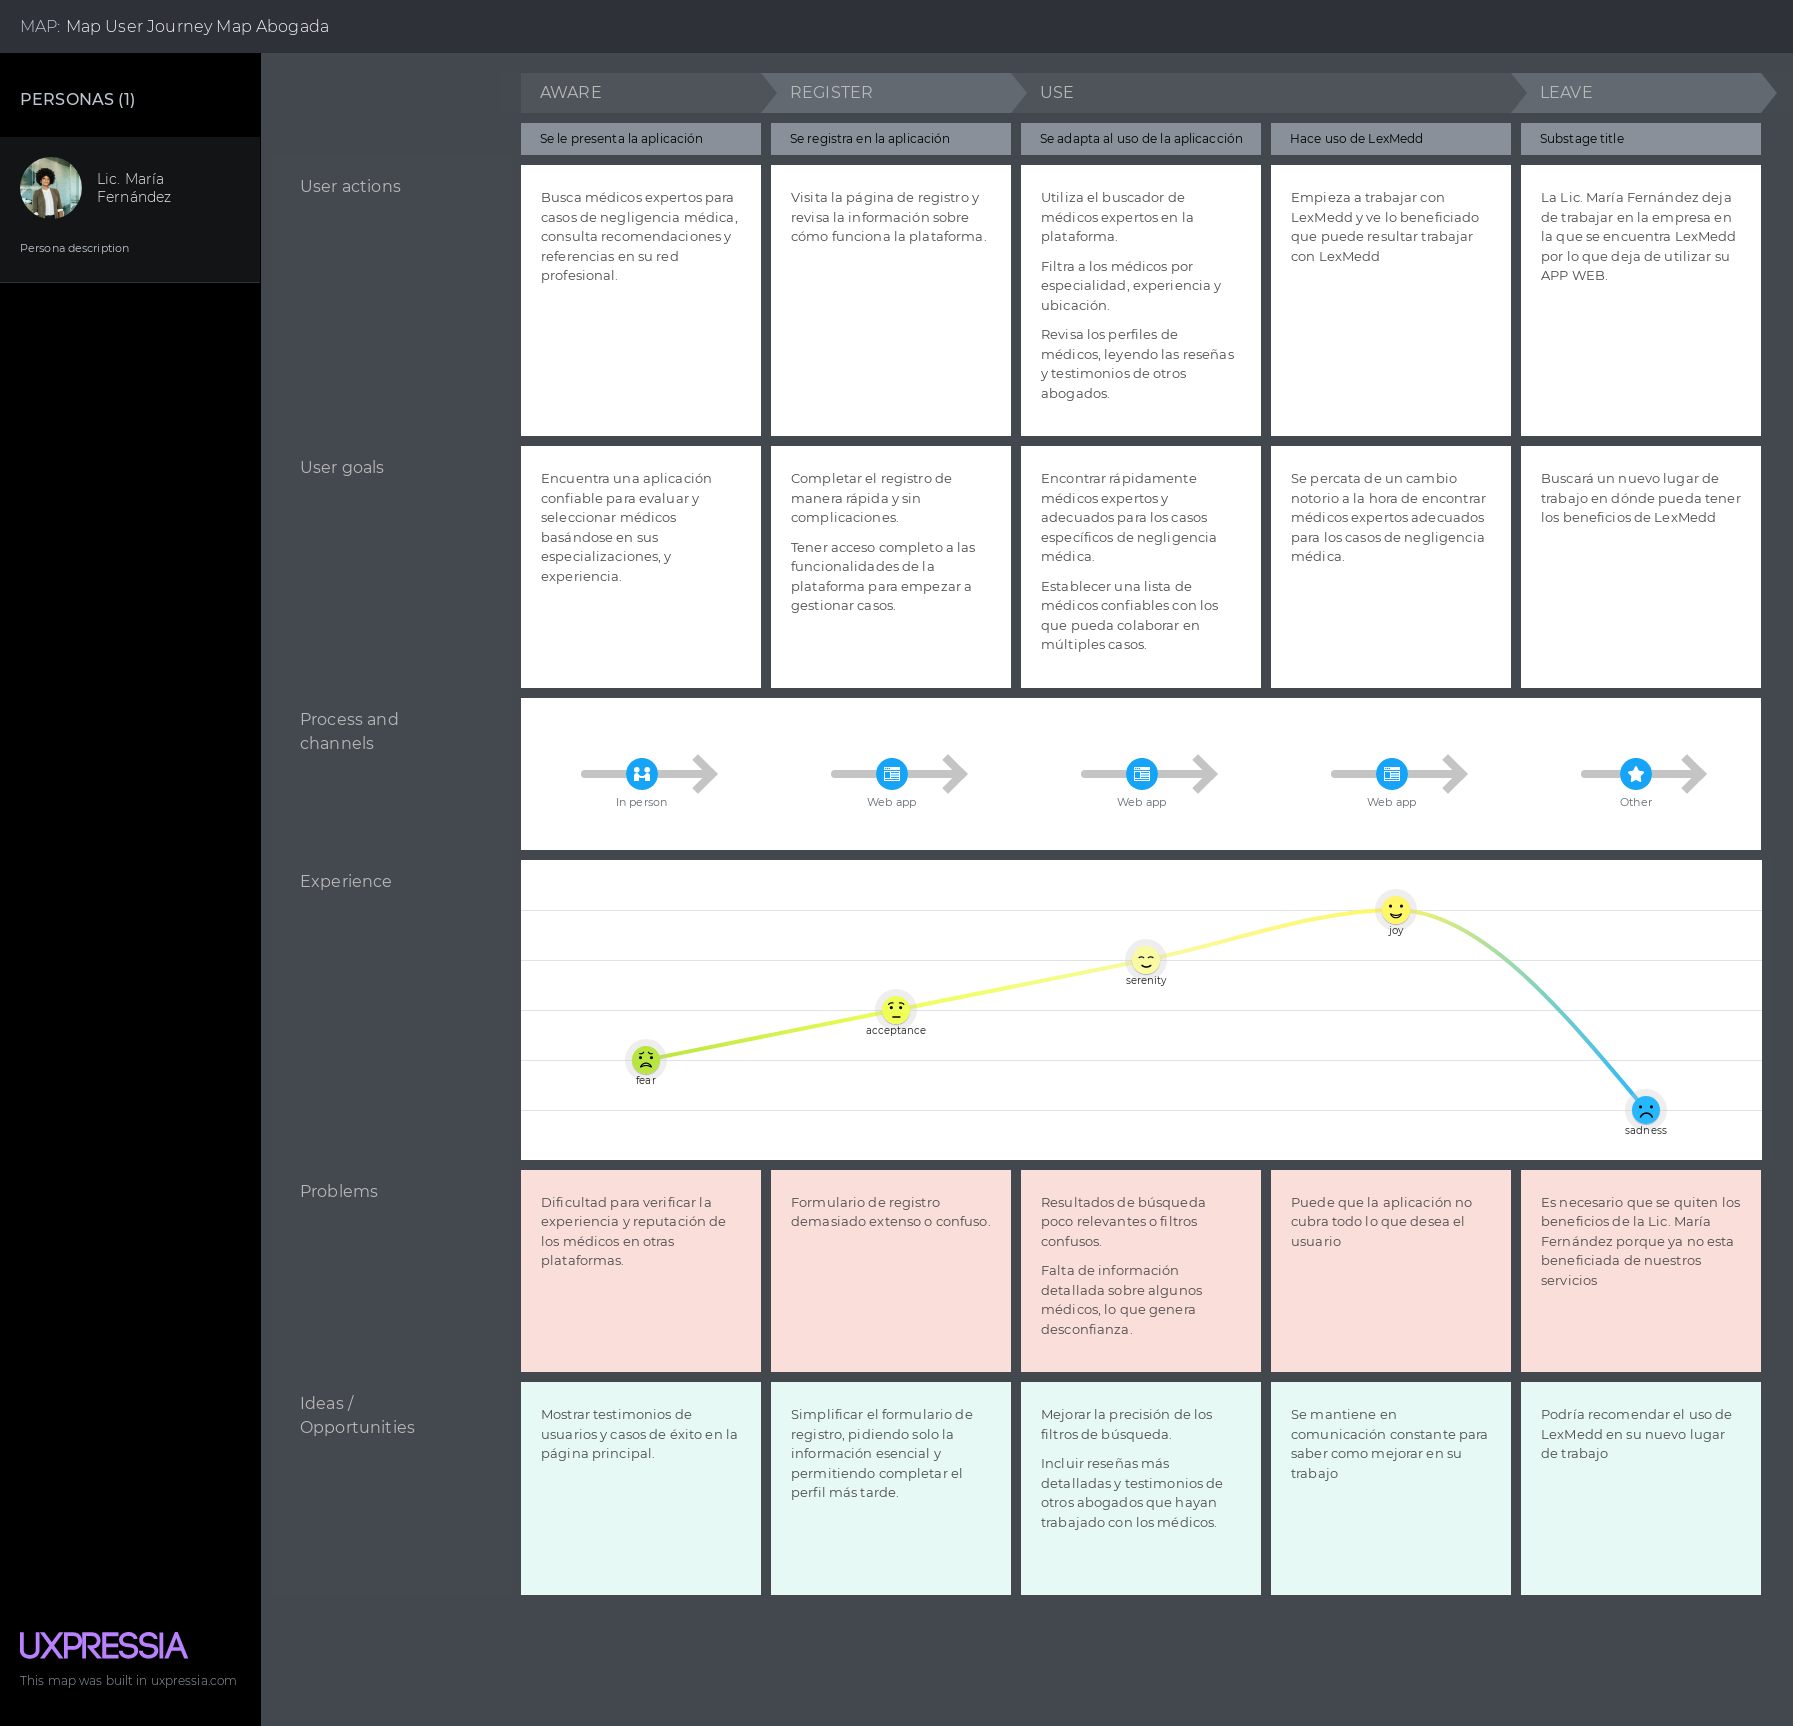 MAP: Map User Journey Map Abogada
PERSONAS (1)
Lic. María
Fernández
Persona description
AWARE
REGISTER
USE
LEAVE
Se le presenta la aplicación
Se registra en la aplicación
Se adapta al uso de la aplicacción
Hace uso de LexMedd
Substage title
User actions
Busca médicos expertos para
casos de negligencia médica,
consulta recomendaciones y
referencias en su red
profesional.
Visita la página de registro y
revisa la información sobre
cómo funciona la plataforma.
Utiliza el buscador de
médicos expertos en la
plataforma.
Filtra a los médicos por
especialidad, experiencia y
ubicación.
Revisa los perfiles de
médicos, leyendo las reseñas
y testimonios de otros
abogados.
Empieza a trabajar con
LexMedd y ve lo beneficiado
que puede resultar trabajar
con LexMedd
La Lic. María Fernández deja
de trabajar en la empresa en
la que se encuentra LexMedd
por lo que deja de utilizar su
APP WEB.
User goals
Encuentra una aplicación
confiable para evaluar y
seleccionar médicos
basándose en sus
especializaciones, y
experiencia.
Completar el registro de
manera rápida y sin
complicaciones.
Tener acceso completo a las
funcionalidades de la
plataforma para empezar a
gestionar casos.
Encontrar rápidamente
médicos expertos y
adecuados para los casos
específicos de negligencia
médica.
Establecer una lista de
médicos confiables con los
que pueda colaborar en
múltiples casos.
Se percata de un cambio
notorio a la hora de encontrar
médicos expertos adecuados
para los casos de negligencia
médica.
Buscará un nuevo lugar de
trabajo en dónde pueda tener
los beneficios de LexMedd
Process and
channels
In person
Web app
Web app
Web app
Other
Experience
fear
acceptance
serenity
joy
sadness
Problems
Dificultad para verificar la
experiencia y reputación de
los médicos en otras
plataformas.
Formulario de registro
demasiado extenso o confuso.
Resultados de búsqueda
poco relevantes o filtros
confusos.
Falta de información
detallada sobre algunos
médicos, lo que genera
desconfianza.
Puede que la aplicación no
cubra todo lo que desea el
usuario
Es necesario que se quiten los
beneficios de la Lic. María
Fernández porque ya no esta
beneficiada de nuestros
servicios
Ideas /
Opportunities
Mostrar testimonios de
usuarios y casos de éxito en la
página principal.
Simplificar el formulario de
registro, pidiendo solo la
información esencial y
permitiendo completar el
perfil más tarde.
Mejorar la precisión de los
filtros de búsqueda.
Incluir reseñas más
detalladas y testimonios de
otros abogados que hayan
trabajado con los médicos.
Se mantiene en
comunicación constante para
saber como mejorar en su
trabajo
Podría recomendar el uso de
LexMedd en su nuevo lugar
de trabajo
UXPRESSIA
This map was built in uxpressia.com